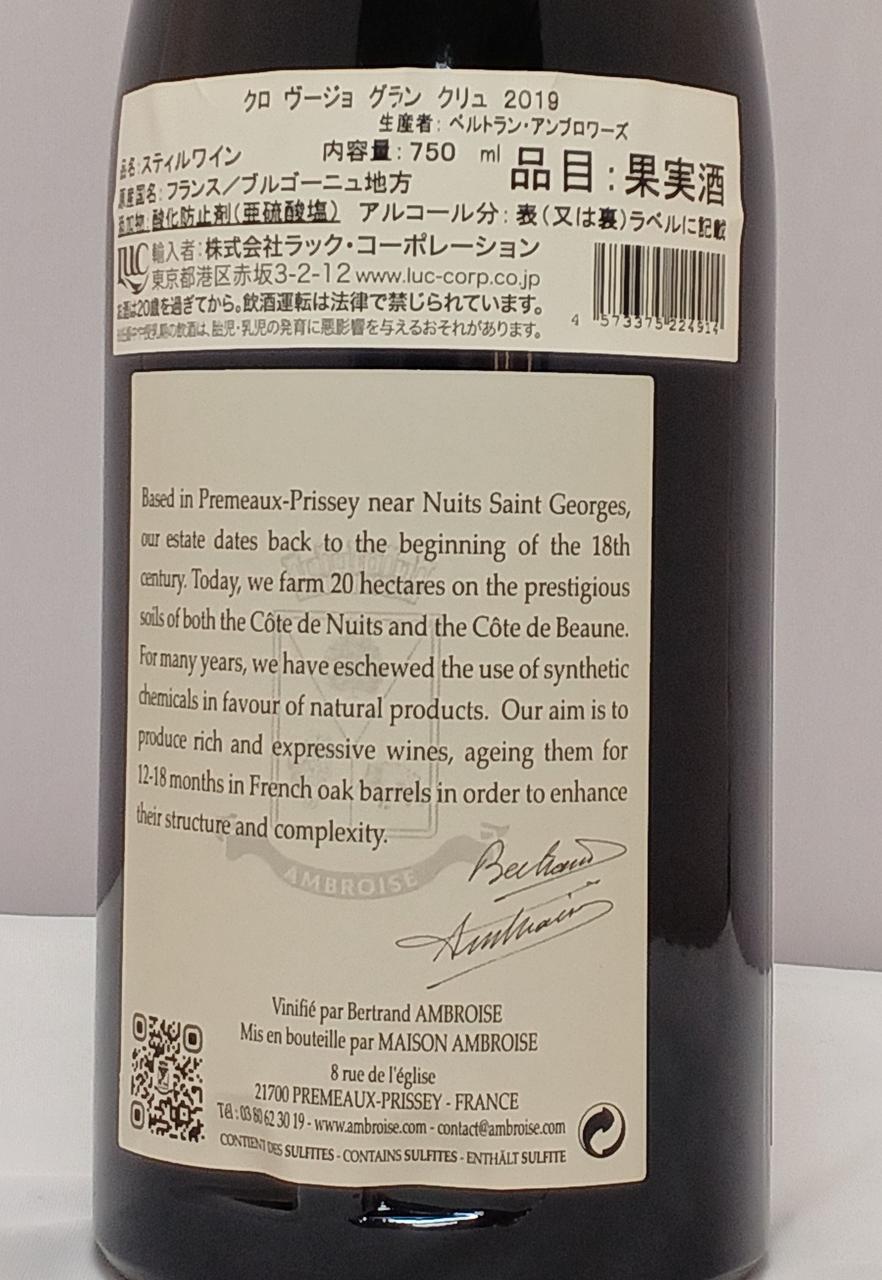 クロ ヴージョ グラン クリュ 2019
生産者: ベルトラン・アンブロワーズ
品名:スティルワイン 内容量:750 ml 品目:果実酒
原産国名:フランス/ブルゴーニュ地方
添加物:酸化防止剤(亜硫酸塩) アルコール分:表(又は裏)ラベルに記載
LUC 輸入者:株式会社ラック・コーポレーション
東京都港区赤坂3-2-12 www.luc-corp.co.jp
お酒は20歳を過ぎてから。飲酒運転は法律で禁じられています。
妊娠中や授乳期の飲酒は、胎児・乳児の発育に悪影響を与えるおそれがあります。
4 573375 224914
Based in Premeaux-Prissey near Nuits Saint Georges,
our estate dates back to the beginning of the 18th
century. Today, we farm 20 hectares on the prestigious
soils of both the Côte de Nuits and the Côte de Beaune.
For many years, we have eschewed the use of synthetic
chemicals in favour of natural products. Our aim is to
produce rich and expressive wines, ageing them for
12-18 months in French oak barrels in order to enhance
their structure and complexity.
AMBROISE
Bertrand
Ambroise
Vinifié par Bertrand AMBROISE
Mis en bouteille par MAISON AMBROISE
8 rue de l'église
21700 PREMEAUX-PRISSEY - FRANCE
Tél : 03 80 62 30 19 - www.ambroise.com - contact@ambroise.com
CONTIENT DES SULFITES - CONTAINS SULFITES - ENTHÄLT SULFITE